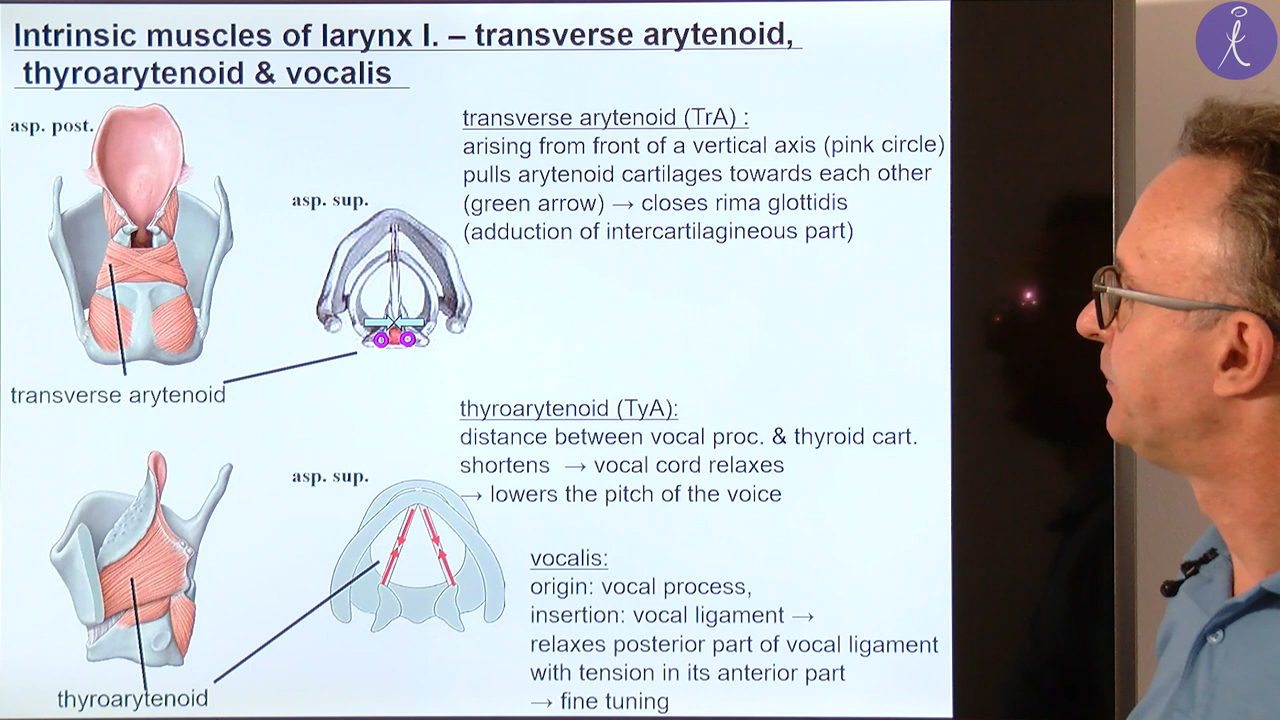 Intrinsic muscles of larynx I. – transverse arytenoid,
thyroarytenoid & vocalis
asp. post.
asp. sup.
transverse arytenoid
transverse arytenoid (TrA) :
arising from front of a vertical axis (pink circle)
pulls arytenoid cartilages towards each other
(green arrow) → closes rima glottidis
(adduction of intercartilagineous part)
asp. sup.
thyroarytenoid
thyroarytenoid (TyA):
distance between vocal proc. & thyroid cart.
shortens → vocal cord relaxes
→ lowers the pitch of the voice
vocalis:
origin: vocal process,
insertion: vocal ligament →
relaxes posterior part of vocal ligament
with tension in its anterior part
→ fine tuning